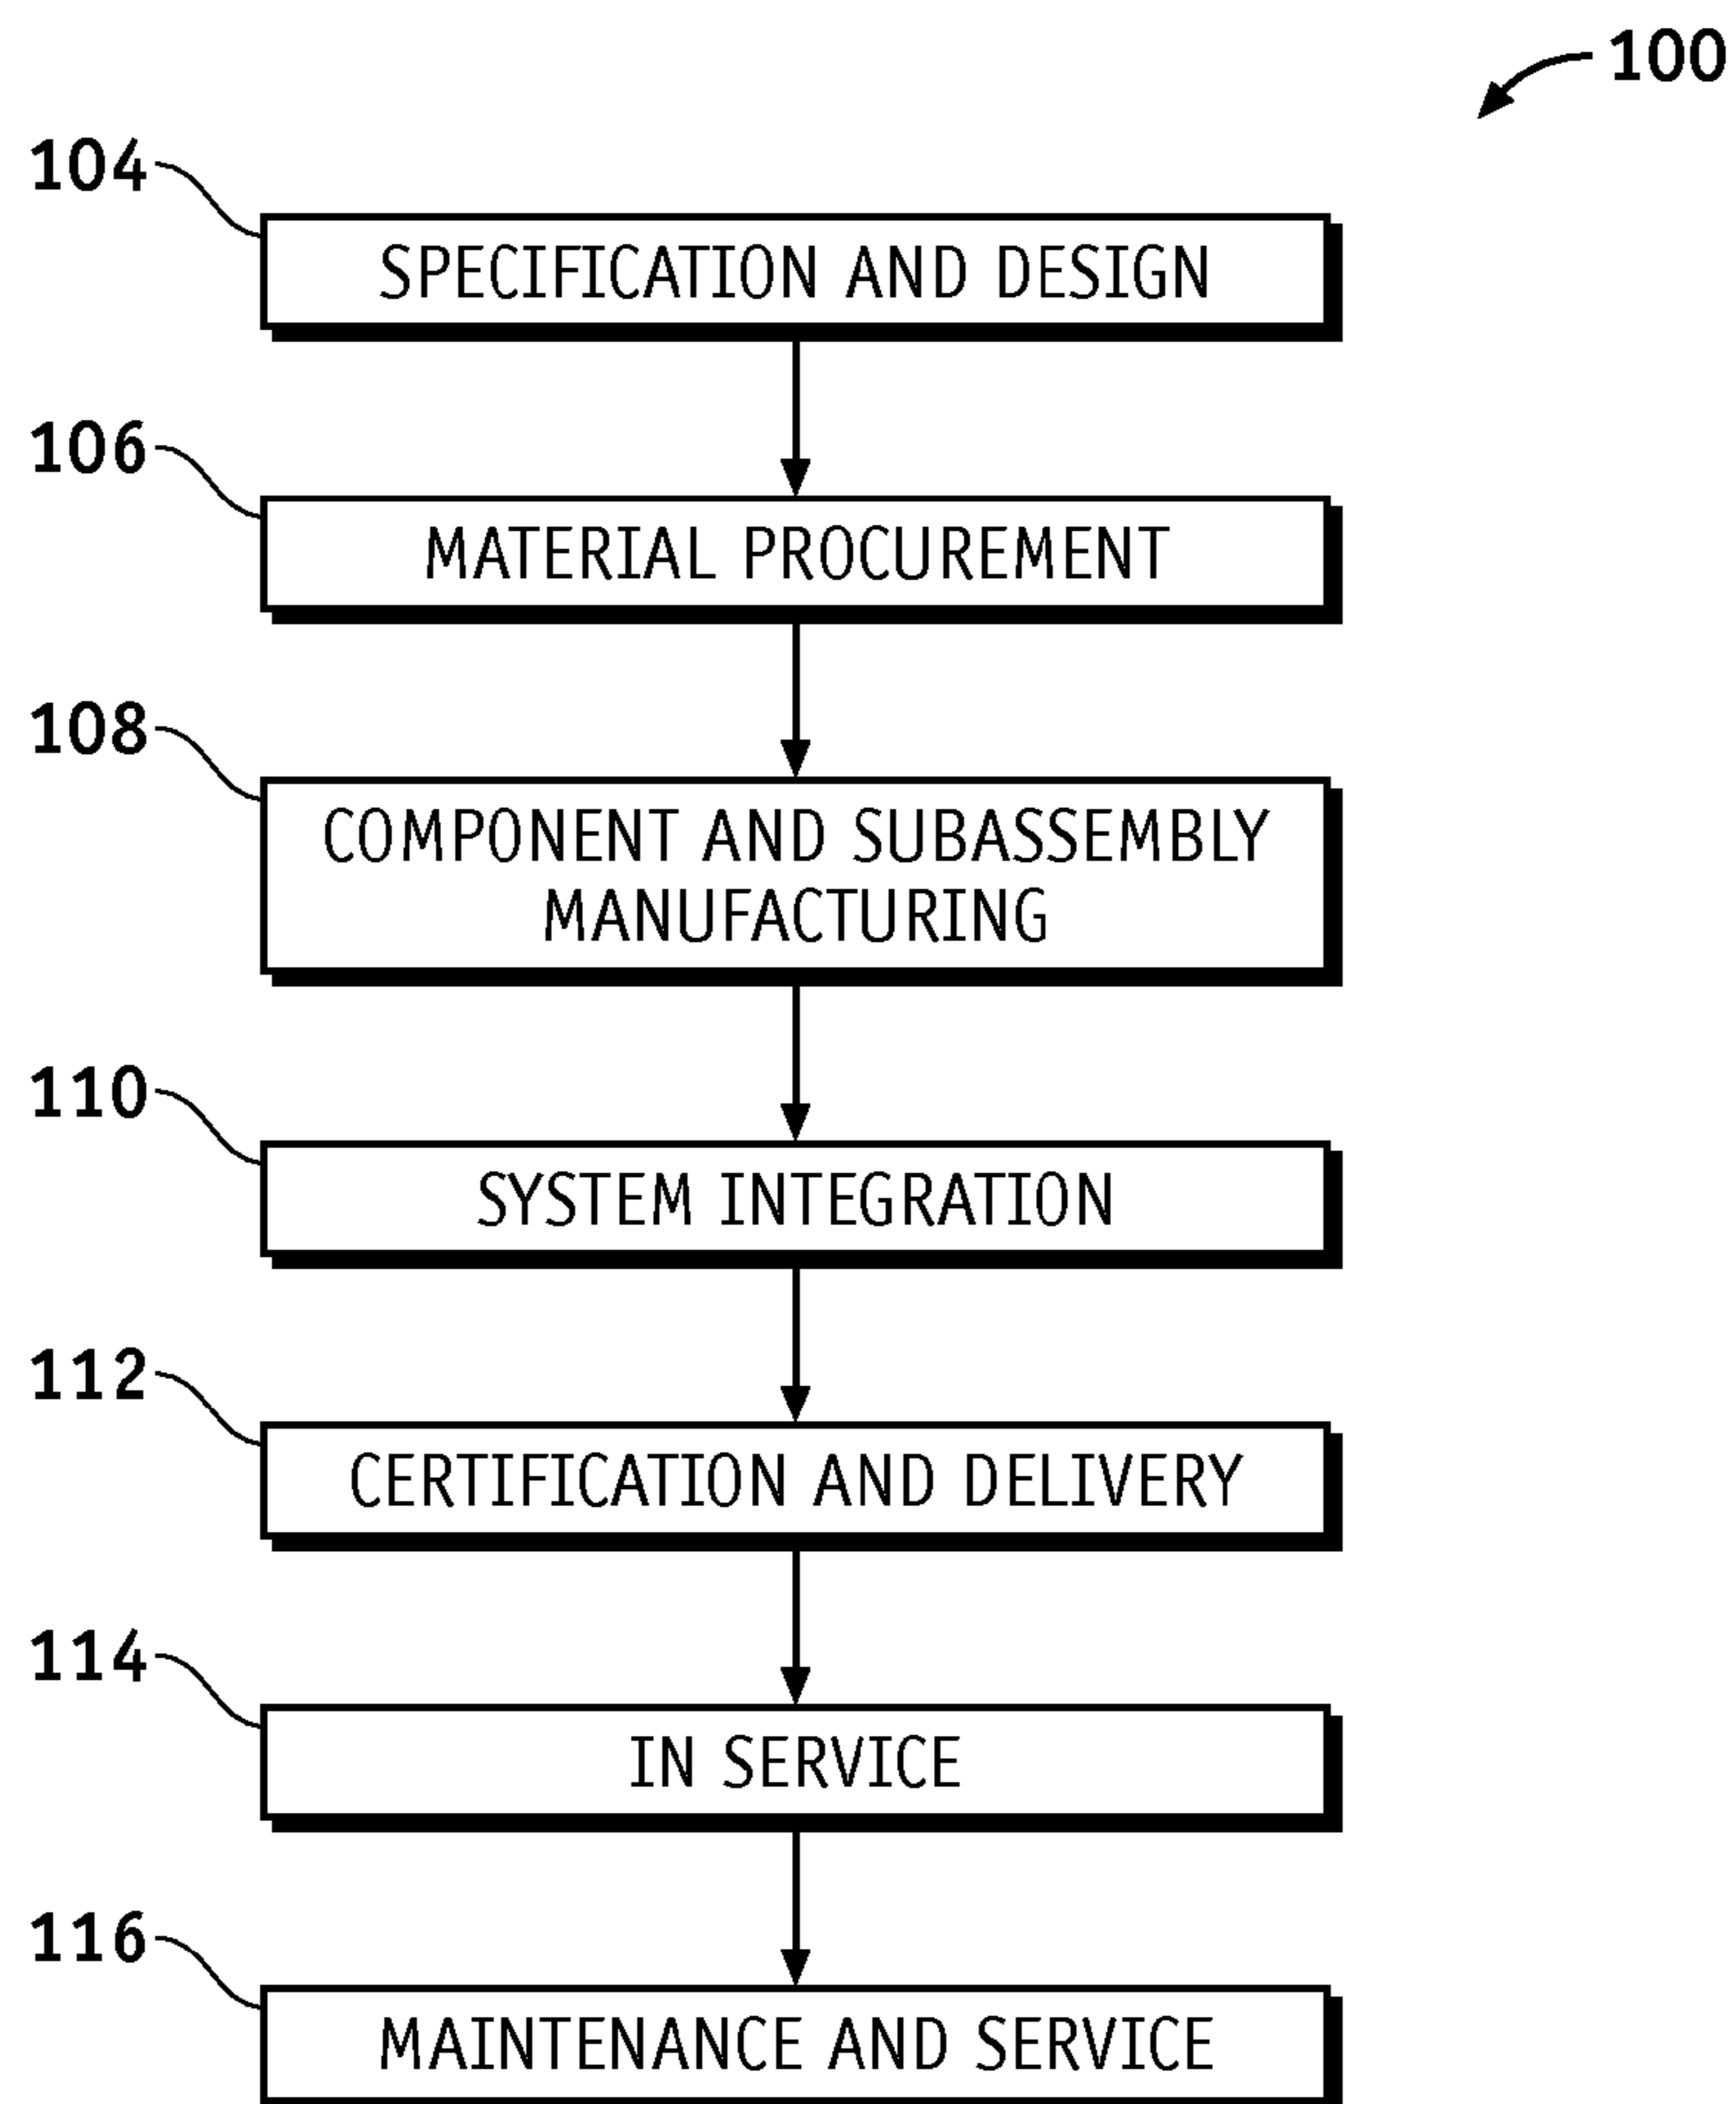 100
104
SPECIFICATION AND DESIGN
106
MATERIAL PROCUREMENT
108
COMPONENT AND SUBASSEMBLY
MANUFACTURING
110
SYSTEM INTEGRATION
112
CERTIFICATION AND DELIVERY
114
IN SERVICE
116
MAINTENANCE AND SERVICE